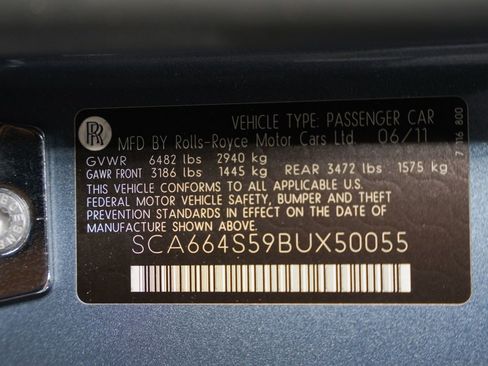 RR
VEHICLE TYPE: PASSENGER CAR
MFD BY Rolls-Royce Motor Cars Ltd. 06/11
GVWR 6482 lbs 2940 kg
GAWR FRONT 3186 lbs 1445 kg REAR 3472 lbs 1575 kg
THIS VEHICLE CONFORMS TO ALL APPLICABLE U.S.
FEDERAL MOTOR VEHICLE SAFETY, BUMPER AND THEFT
PREVENTION STANDARDS IN EFFECT ON THE DATE OF
MANUFACTURE SHOWN ABOVE.
SCA664S59BUX50055